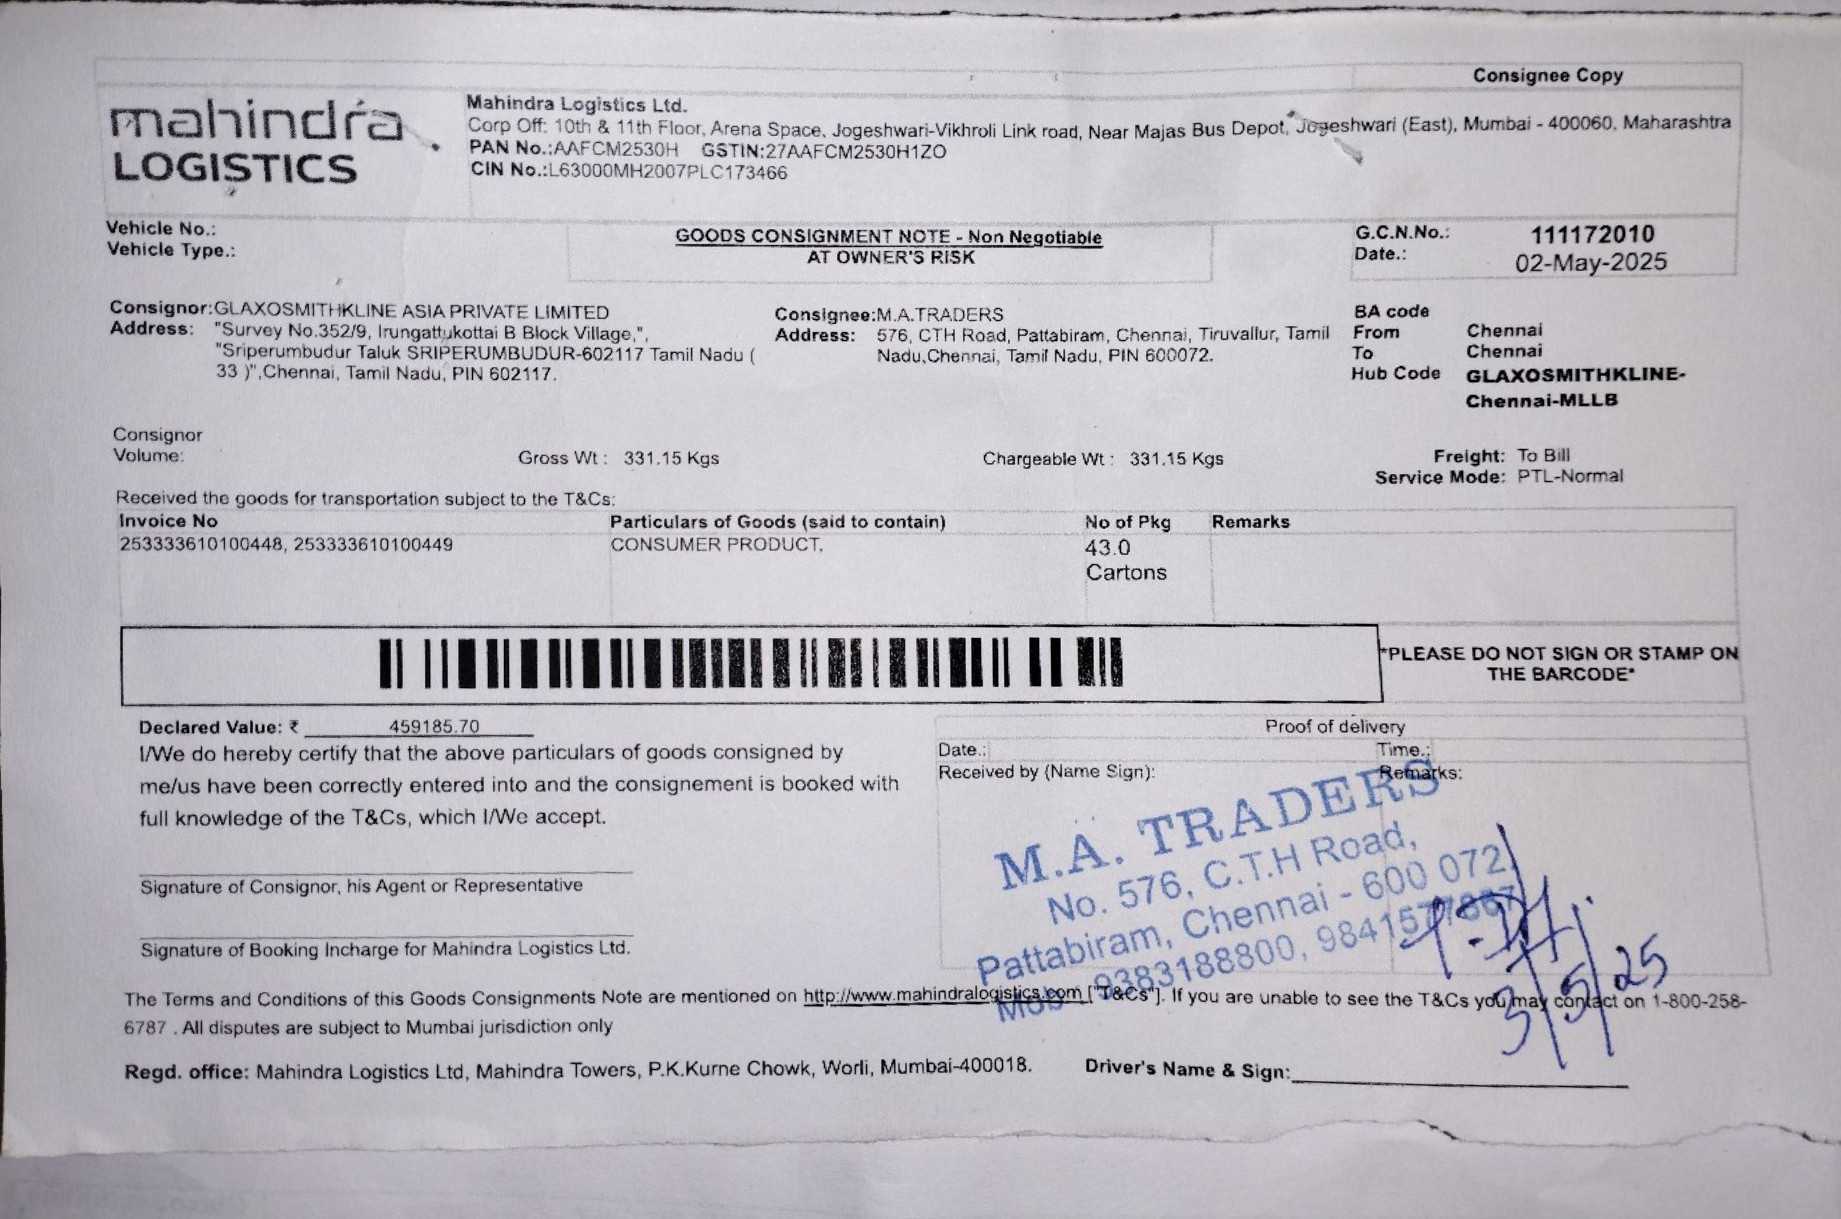 Consignee Copy
mahindra
LOGISTICS
Mahindra Logistics Ltd.
Corp Off: 10th & 11th Floor, Arena Space, Jogeshwari-Vikhroli Link road, Near Majas Bus Depot, Jogeshwari (East), Mumbai - 400060, Maharashtra
PAN No.:AAFCM2530H GSTIN:27AAFCM2530H1ZO
CIN No.:L63000MH2007PLC173466
Vehicle No.:
Vehicle Type.:
GOODS CONSIGNMENT NOTE - Non Negotiable
AT OWNER'S RISK
G.C.N.No.: 111172010
Date.: 02-May-2025
Consignor:GLAXOSMITHKLINE ASIA PRIVATE LIMITED
Address: "Survey No.352/9, Irungattukottai B Block Village,",
"Sriperumbudur Taluk SRIPERUMBUDUR-602117 Tamil Nadu (
33 )",Chennai, Tamil Nadu, PIN 602117.
Consignee:M.A.TRADERS
Address: 576, CTH Road, Pattabiram, Chennai, Tiruvallur, Tamil
Nadu,Chennai, Tamil Nadu, PIN 600072.
BA code
From Chennai
To Chennai
Hub Code GLAXOSMITHKLINE-
Chennai-MLLB
Consignor
Volume:
Gross Wt : 331.15 Kgs
Chargeable Wt : 331.15 Kgs
Freight: To Bill
Service Mode: PTL-Normal
Received the goods for transportation subject to the T&Cs:
Invoice No Particulars of Goods (said to contain) No of Pkg Remarks
253333610100448, 253333610100449 CONSUMER PRODUCT, 43.0
Cartons
*PLEASE DO NOT SIGN OR STAMP ON
THE BARCODE*
Declared Value: ₹ 459185.70
I/We do hereby certify that the above particulars of goods consigned by
me/us have been correctly entered into and the consignement is booked with
full knowledge of the T&Cs, which I/We accept.
Signature of Consignor, his Agent or Representative
Signature of Booking Incharge for Mahindra Logistics Ltd.
Proof of delivery
Date.: Time.:
Received by (Name Sign): Remarks:
M.A. TRADERS
No. 576, C.T.H Road,
Pattabiram, Chennai - 600 072
Mob 9383188800,
3/5/25
The Terms and Conditions of this Goods Consignments Note are mentioned on http://www.mahindralogistics.com ["T&Cs"]. If you are unable to see the T&Cs you may contact on 1-800-258-
6787 . All disputes are subject to Mumbai jurisdiction only
Regd. office: Mahindra Logistics Ltd, Mahindra Towers, P.K.Kurne Chowk, Worli, Mumbai-400018.
Driver's Name & Sign: